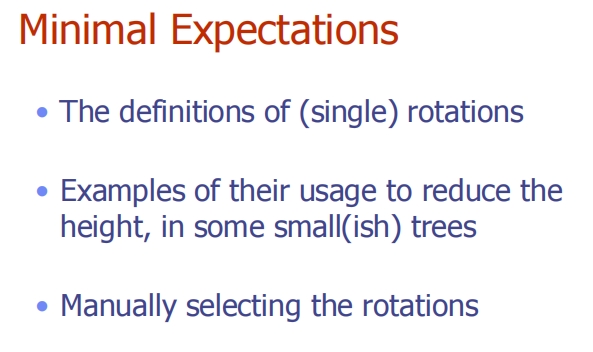 Minimal Expectations
• The definitions of (single) rotations
• Examples of their usage to reduce the
height, in some small(ish) trees
• Manually selecting the rotations